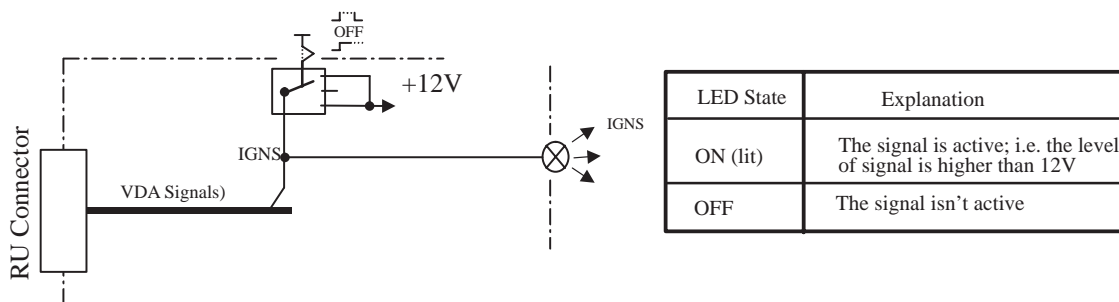 OFF
+12V
IGNS
IGNS
VDA Signals)
RU Connector
LED State Explanation
ON (lit) The signal is active; i.e. the level
of signal is higher than 12V
OFF The signal isn't active